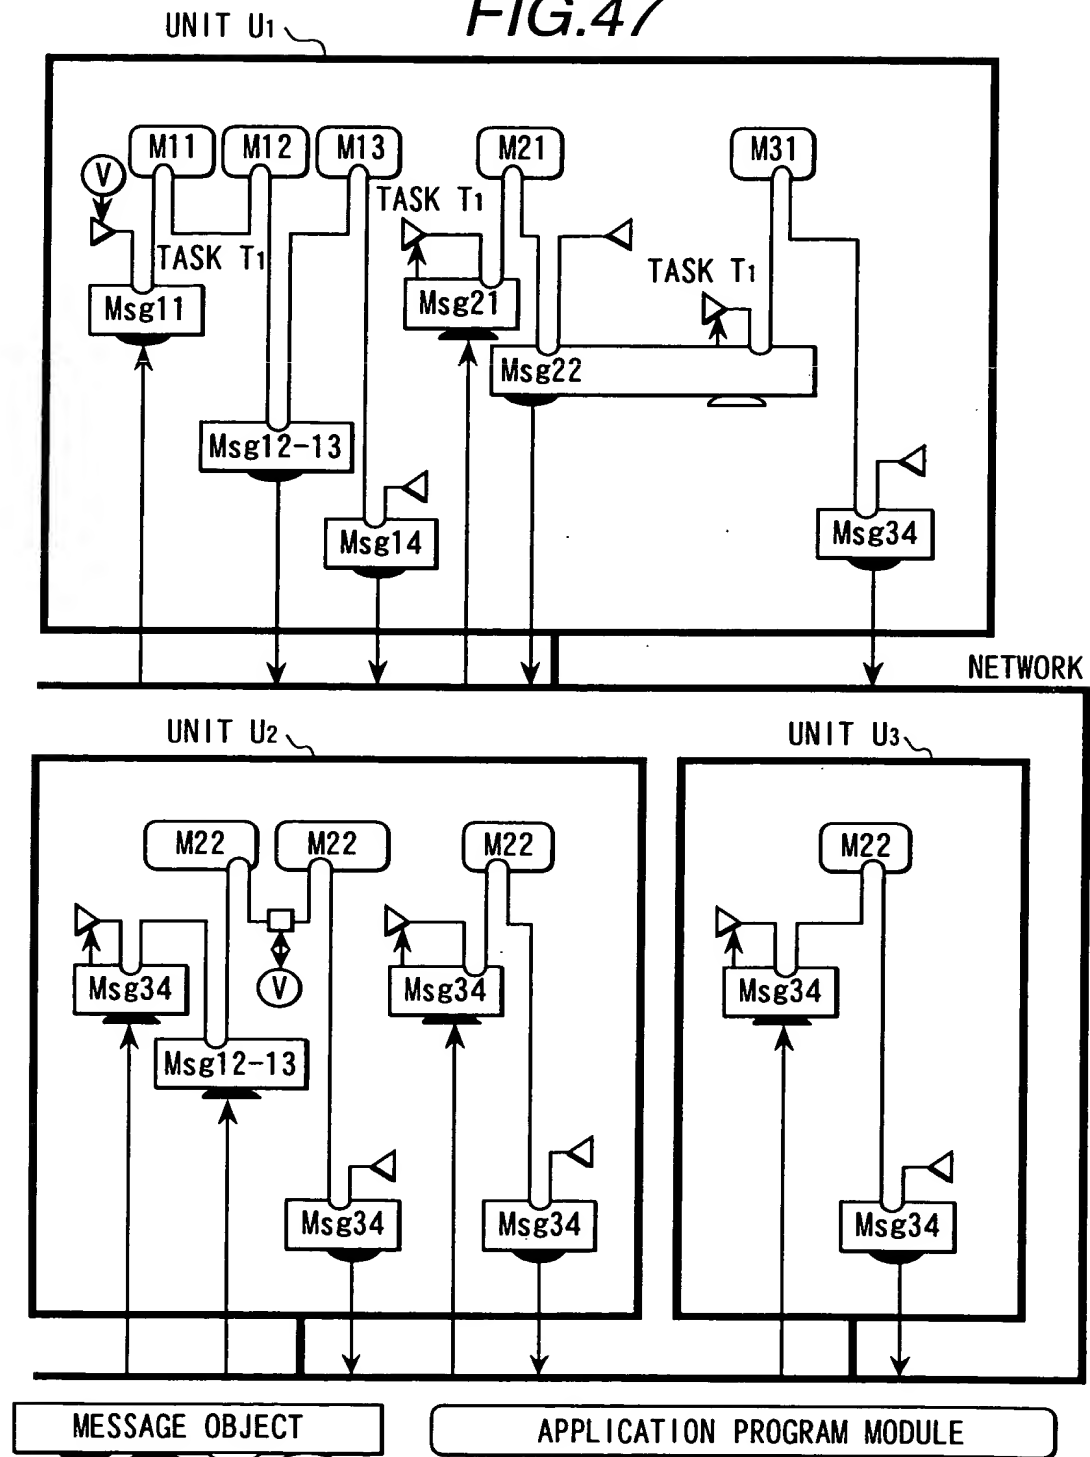 FIG.47
UNIT U1
M11 M12 M13 M21 M31
V
TASK T1
TASK T1
TASK T1
Msg11
Msg21
Msg22
Msg12-13
Msg14
Msg34
NETWORK
UNIT U2
UNIT U3
M22 M22 M22 M22
Msg34
V
Msg34
Msg34
Msg12-13
Msg34
Msg34
Msg34
MESSAGE OBJECT
APPLICATION PROGRAM MODULE